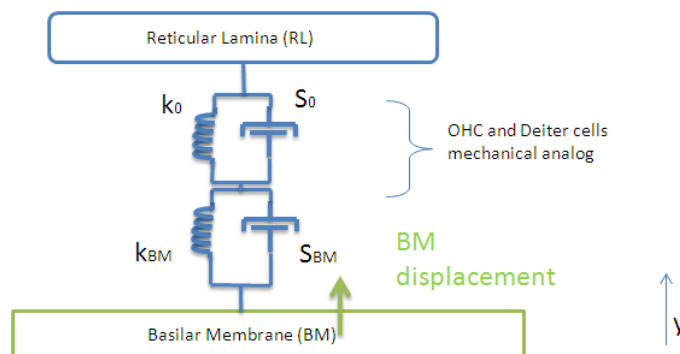 Reticular Lamina (RL)
k0
S0
OHC and Deiter cells
mechanical analog
kBM
SBM
BM
displacement
Basilar Membrane (BM)
y